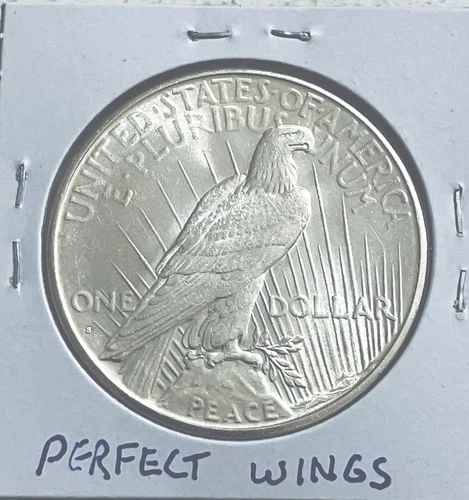 UNITED·STATES·OF·AMERICA
E·PLURIBUS UNUM
ONE DOLLAR
S
PEACE
PERFECT WINGS